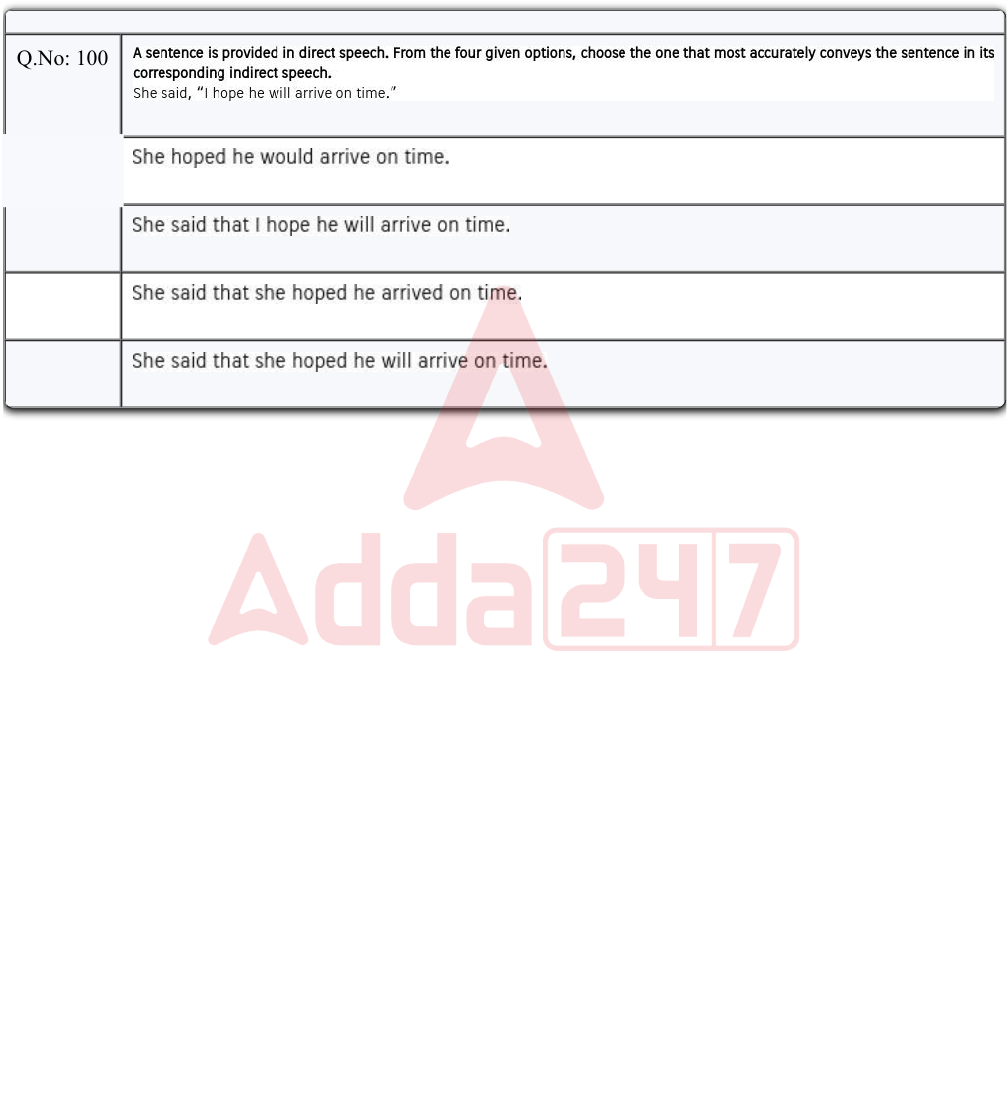 Q.No: 100
A sentence is provided in direct speech. From the four given options, choose the one that most accurately conveys the sentence in its
corresponding indirect speech.
She said, “I hope he will arrive on time.”
She hoped he would arrive on time.
She said that I hope he will arrive on time.
She said that she hoped he arrived on time.
She said that she hoped he will arrive on time.
Adda247